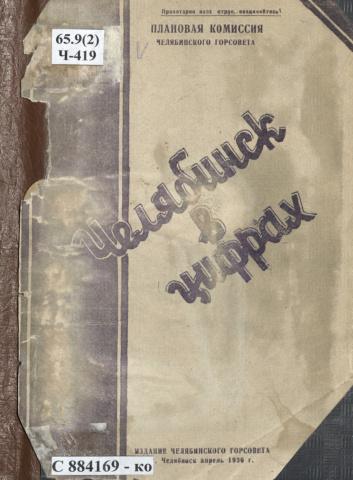 Пролетарии всех стран, соединяйтесь!
ПЛАНОВАЯ КОМИССИЯ
ЧЕЛЯБИНСКОГО ГОРСОВЕТА
65.9(2)
Ч-419
Челябинск
в
цифрах
ИЗДАНИЕ ЧЕЛЯБИНСКОГО ГОРСОВЕТА
Челябинск апрель 1936 г.
С 884169 - ко